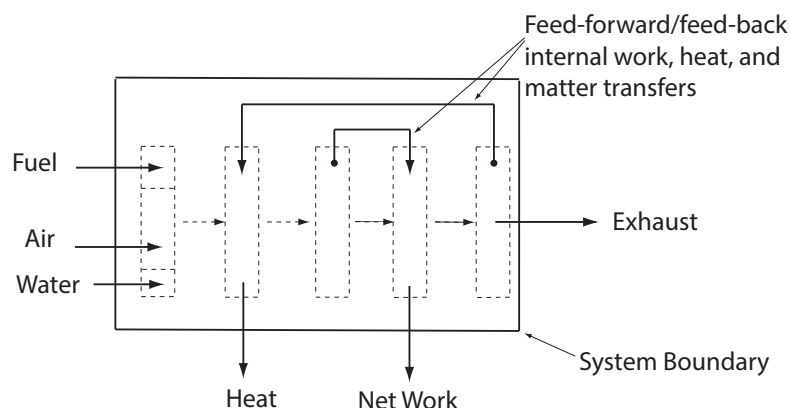 Feed-forward/feed-back
internal work, heat, and
matter transfers
Fuel
Air
Water
Exhaust
System Boundary
Heat
Net Work